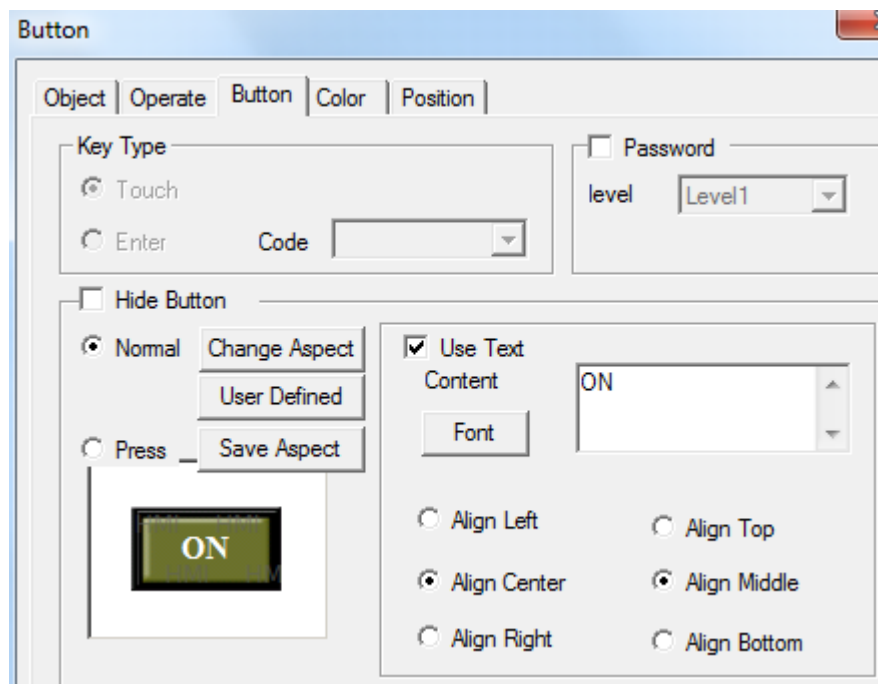 Button
Object Operate Button Color Position
Key Type
Touch
Enter Code
Password
level Level1
Hide Button
Normal Change Aspect
User Defined
Press Save Aspect
ON
Use Text
Content ON
Font
Align Left Align Top
Align Center Align Middle
Align Right Align Bottom